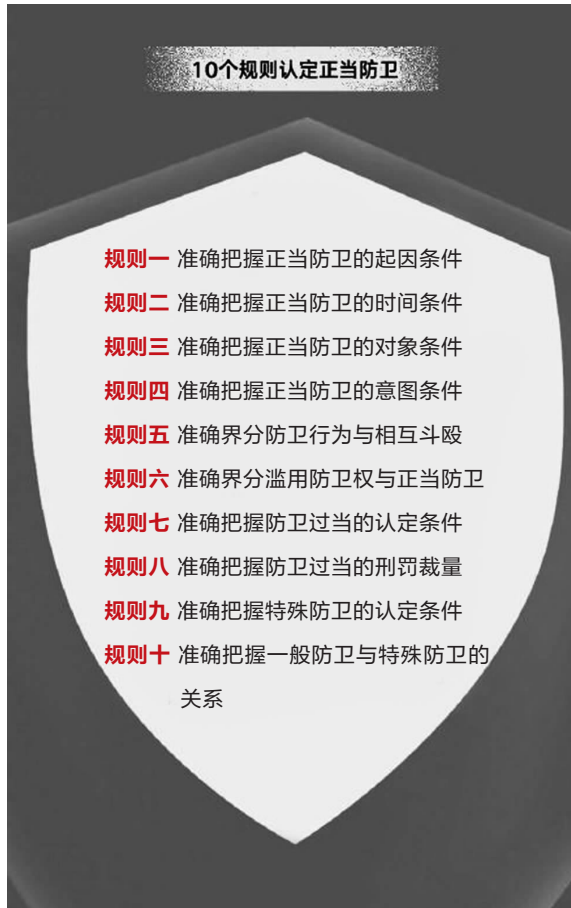 10个规则认定正当防卫
规则一 准确把握正当防卫的起因条件
规则二 准确把握正当防卫的时间条件
规则三 准确把握正当防卫的对象条件
规则四 准确把握正当防卫的意图条件
规则五 准确界分防卫行为与相互斗殴
规则六 准确界分滥用防卫权与正当防卫
规则七 准确把握防卫过当的认定条件
规则八 准确把握防卫过当的刑罚裁量
规则九 准确把握特殊防卫的认定条件
规则十 准确把握一般防卫与特殊防卫的
关系